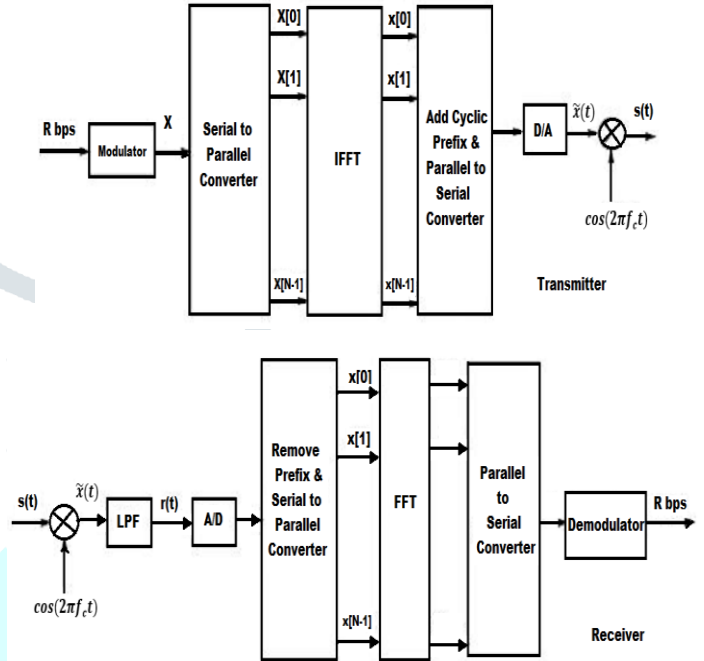 X[0]
x[0]
X[1]
x[1]
R bps
Modulator
X
Serial to
Parallel
Converter
IFFT
Add Cyclic
Prefix &
Parallel to
Serial
Converter
D/A
x̃(t)
s(t)
cos(2πf_ct)
X[N-1]
x[N-1]
Transmitter
x[0]
x[1]
s(t)
x̃(t)
LPF
r(t)
A/D
Remove
Prefix &
Serial to
Parallel
Converter
FFT
Parallel
to
Serial
Converter
Demodulator
R bps
cos(2πf_ct)
x[N-1]
Receiver